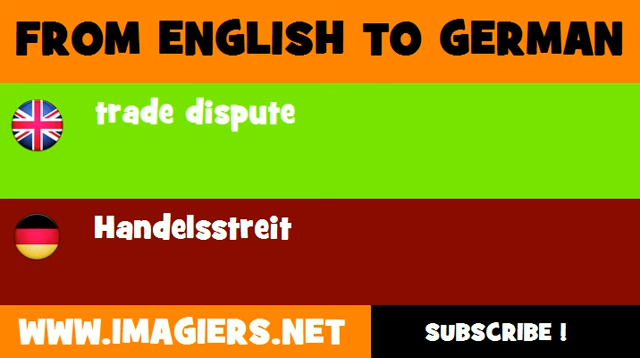 FROM ENGLISH TO GERMAN
trade dispute
Handelsstreit
WWW.IMAGIERS.NET
SUBSCRIBE !